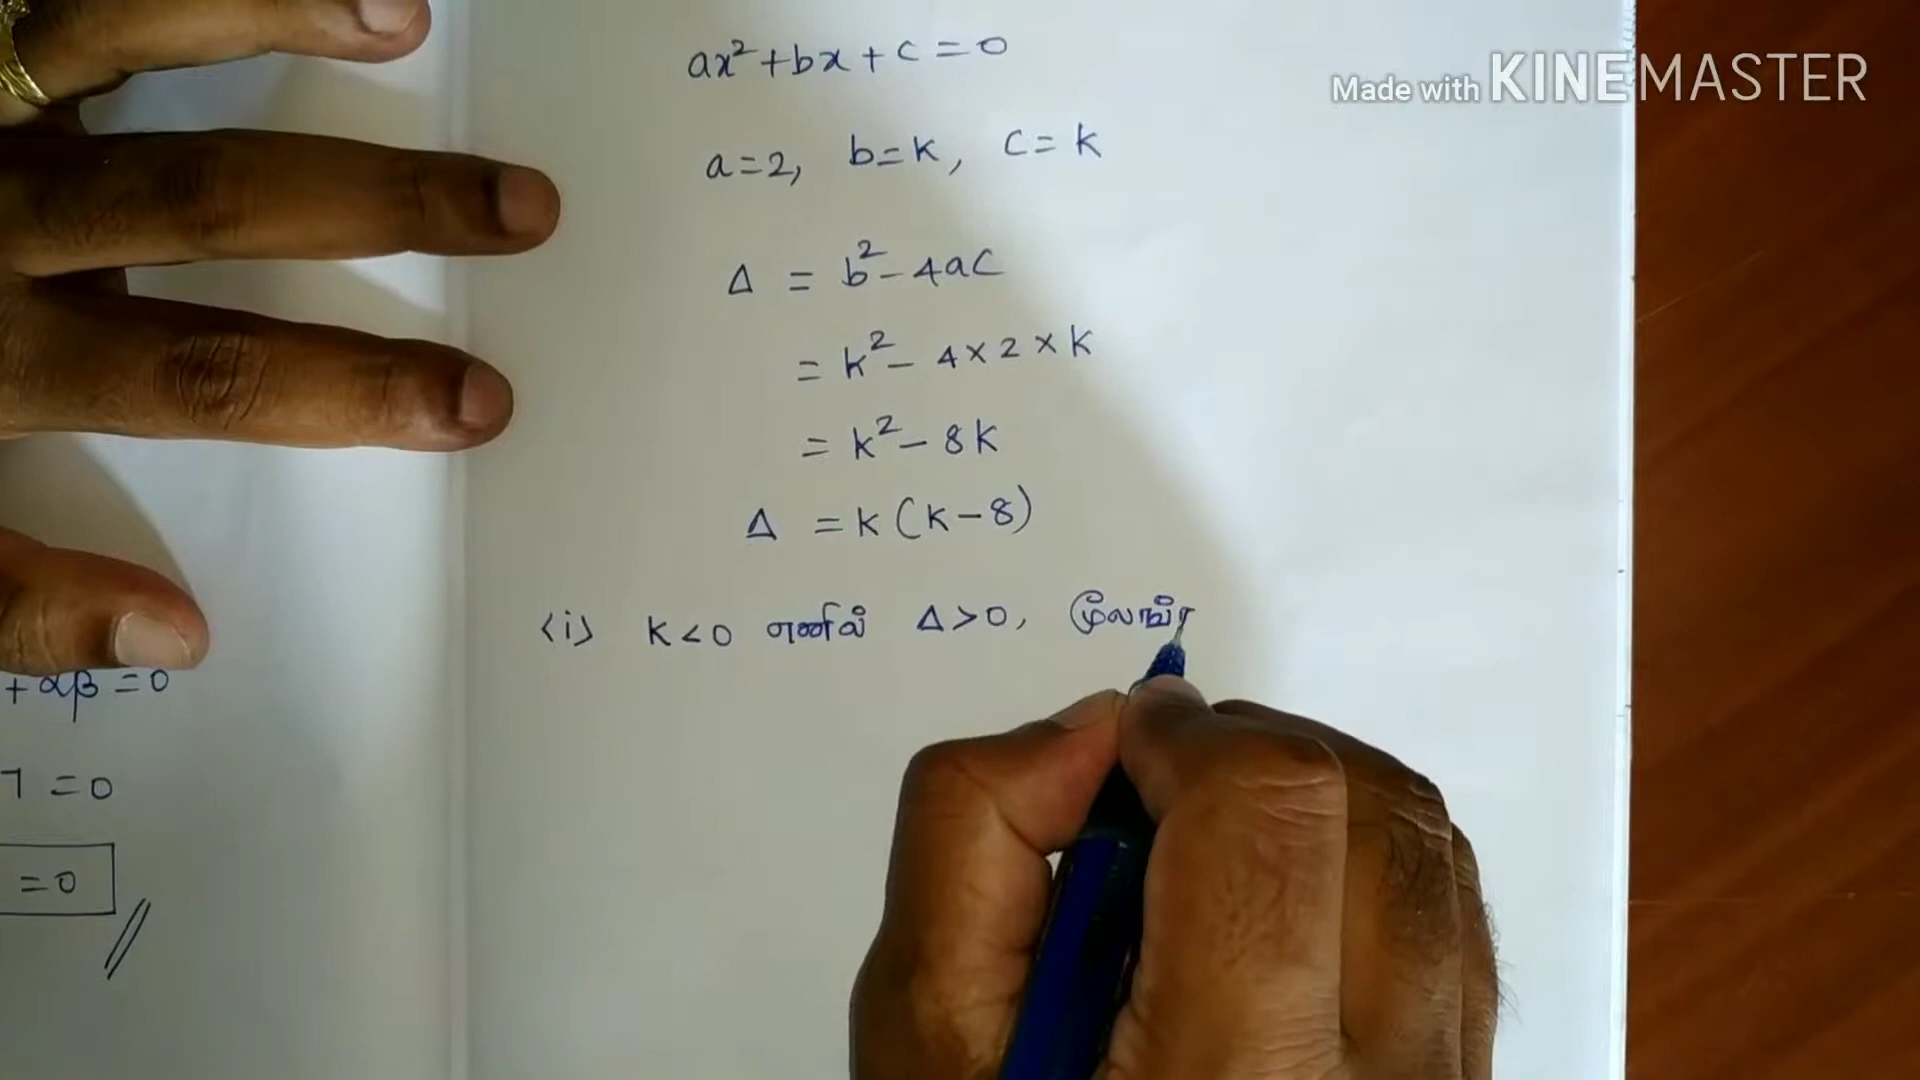 ax²+bx+c=0
Made with KINEMASTER
a=2, b=k, c=k
Δ = b²-4ac
= k²- 4×2×k
= k²- 8k
Δ = k(k-8)
(i) k<0 எனில் Δ>0,
+αβ=0
7=0
=0